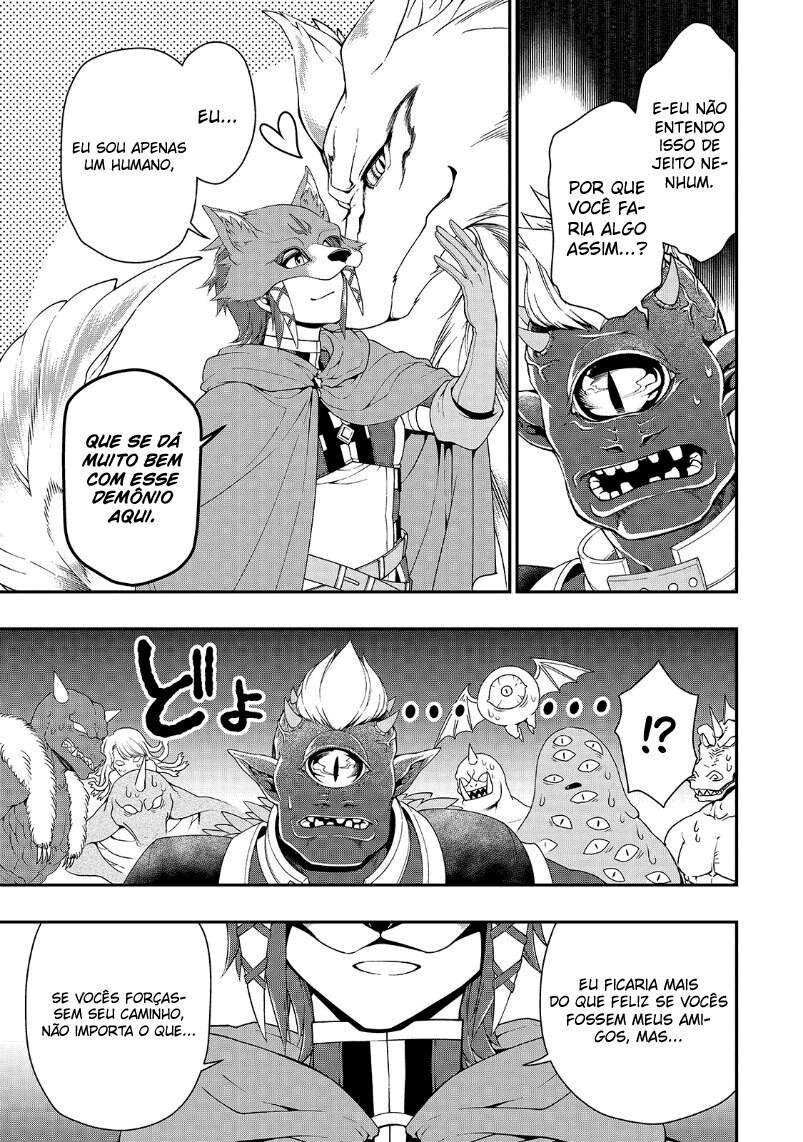 E-EU NÃO
ENTENDO
ISSO DE
JEITO NE-
NHUM.
POR QUE
VOCÊ FA-
RIA ALGO
ASSIM...?
EU...
EU SOU APENAS
UM HUMANO,
QUE SE DÁ
MUITO BEM
COM ESSE
DEMÔNIO
AQUI.
!?
どよ......
EU FICARIA MAIS
DO QUE FELIZ SE VOCÊS
FOSSEM MEUS AMI-
GOS, MAS...
SE VOCÊS FORÇAS-
SEM SEU CAMINHO,
NÃO IMPORTA O QUE...